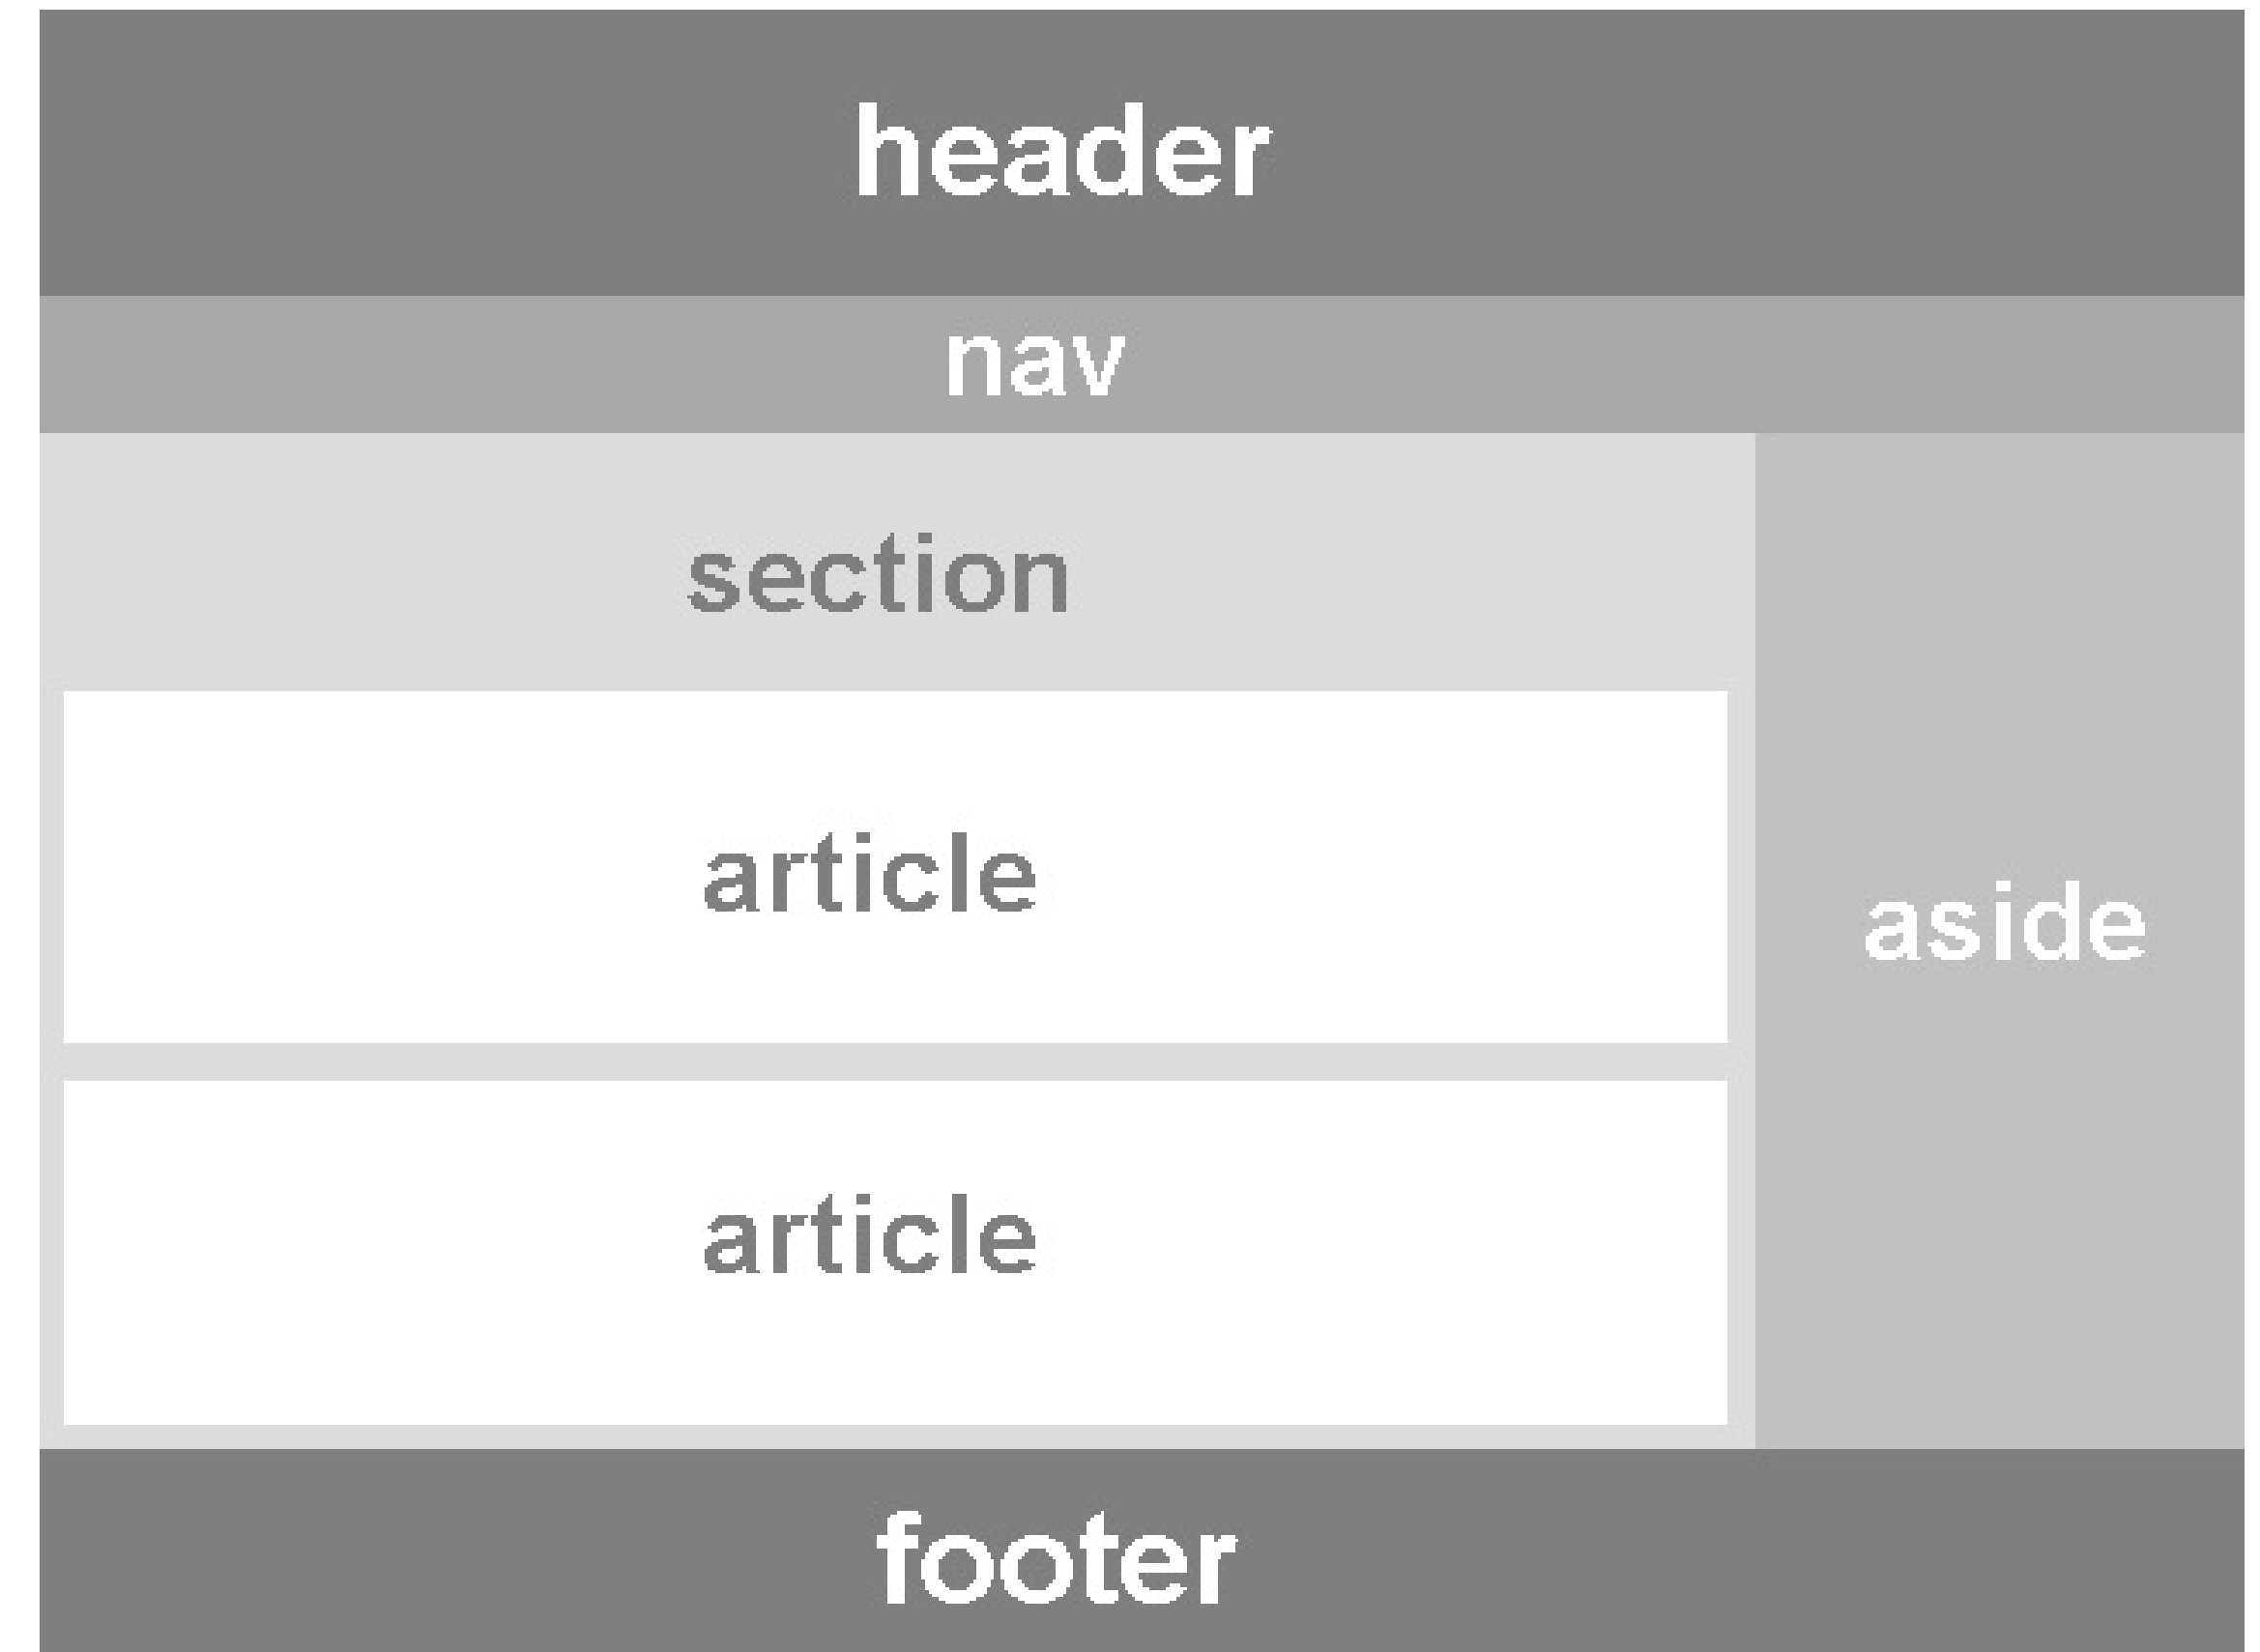 header
nav
section
article
aside
article
footer